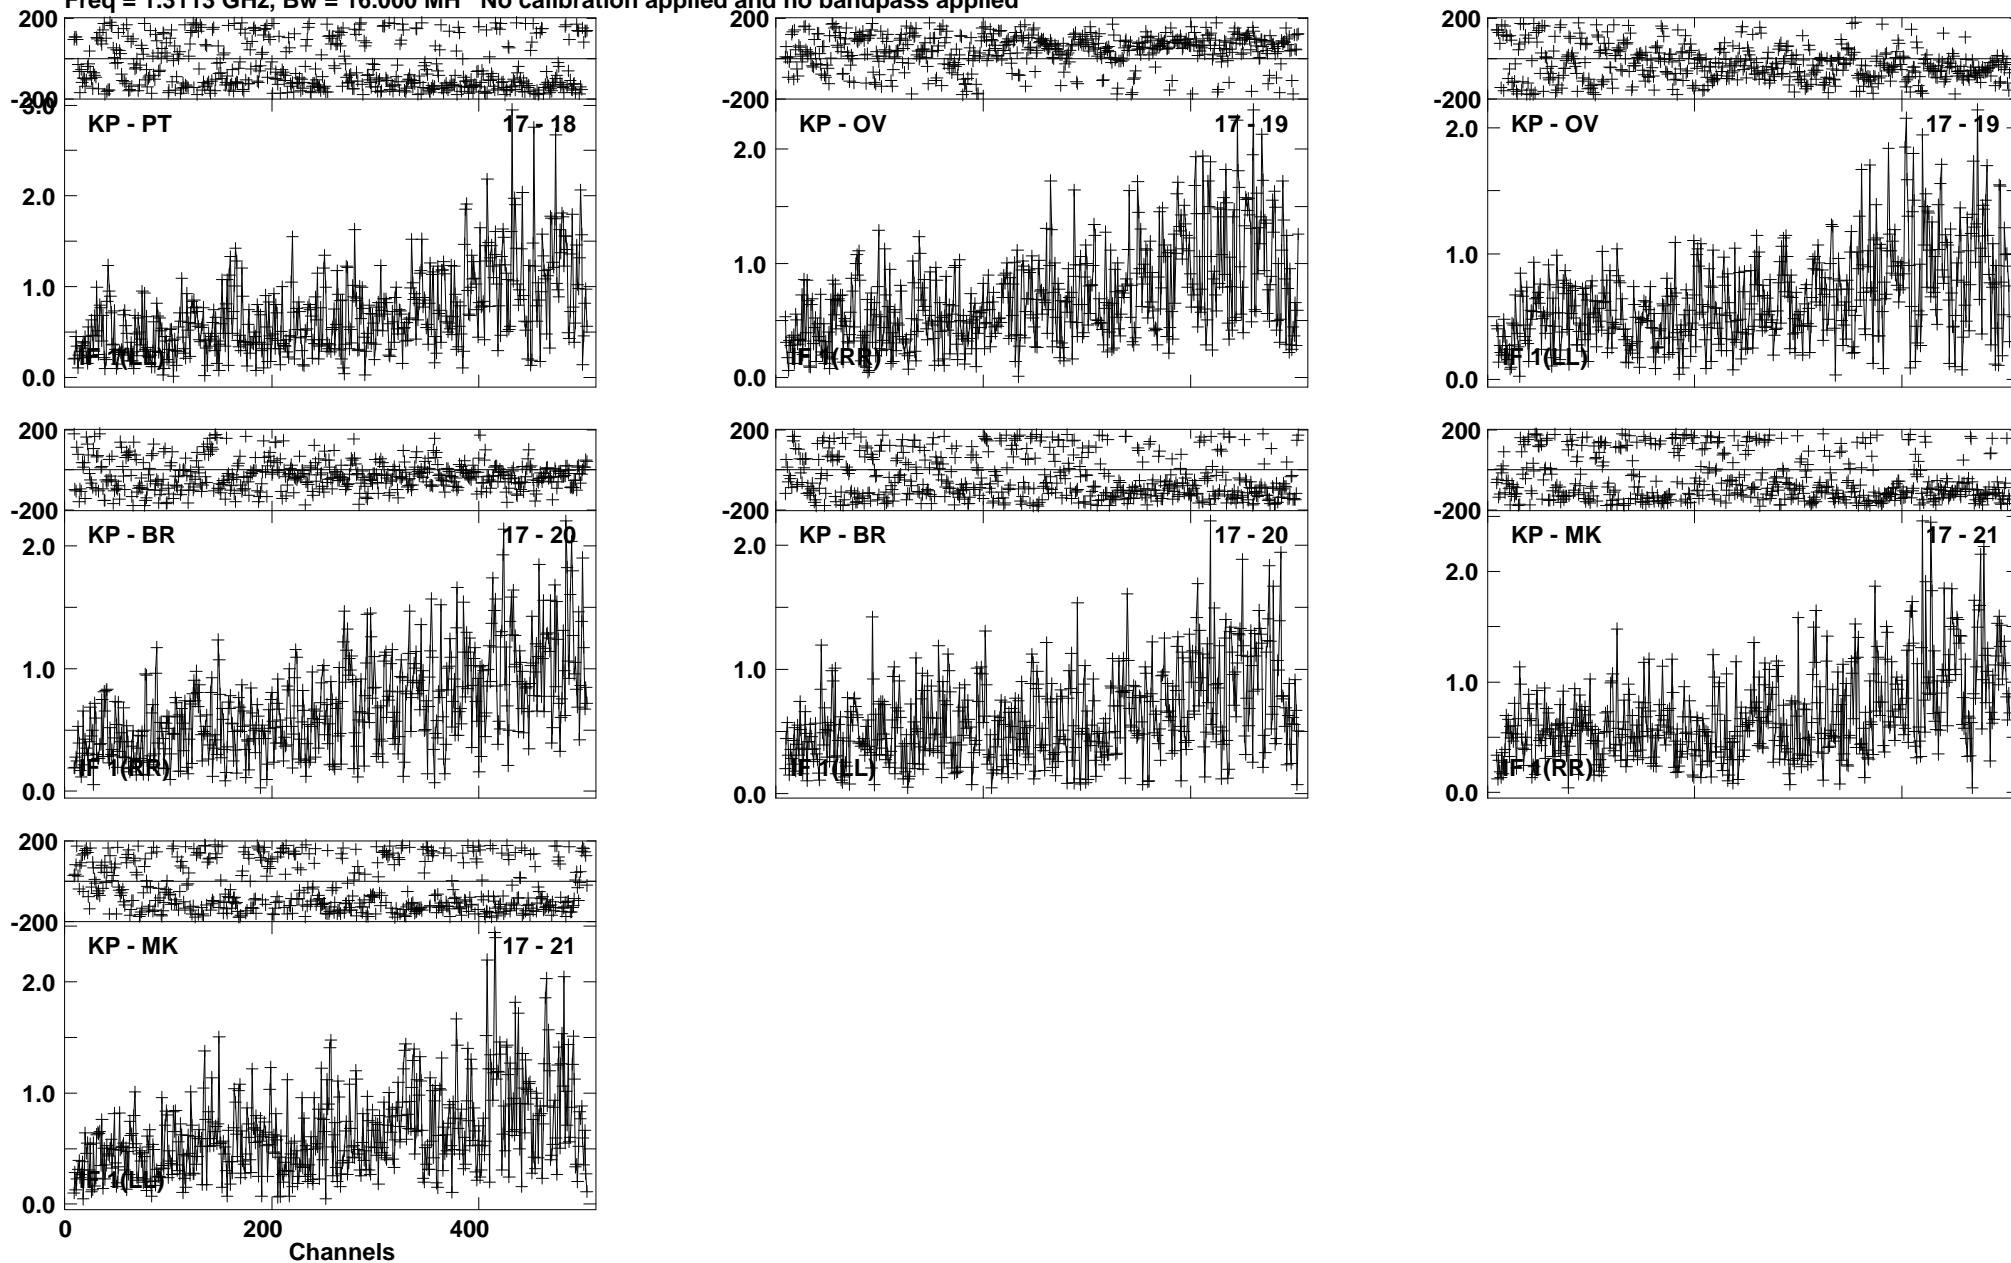 Freq = 1.3113 GHz, Bw = 16.000 MH No calibration applied and no bandpass applied
200 200 200
-200 -200 -200
3.0
KP - PT 17 - 18 KP - OV 17 - 19 KP - OV 17 - 19
2.0 2.0 2.0
1.0 1.0 1.0
IF 1(LL) IF 1(RR) IF 1(LL)
0.0 0.0 0.0
200 200 200
-200 -200 -200
KP - BR 17 - 20 KP - BR 17 - 20 KP - MK 17 - 21
2.0 2.0 2.0
1.0 1.0 1.0
IF 1(RR) IF 1(LL) IF 1(RR)
0.0 0.0 0.0
200
-200
KP - MK 17 - 21
2.0
1.0
IF 1(LL)
0.0
0 200 400
Channels